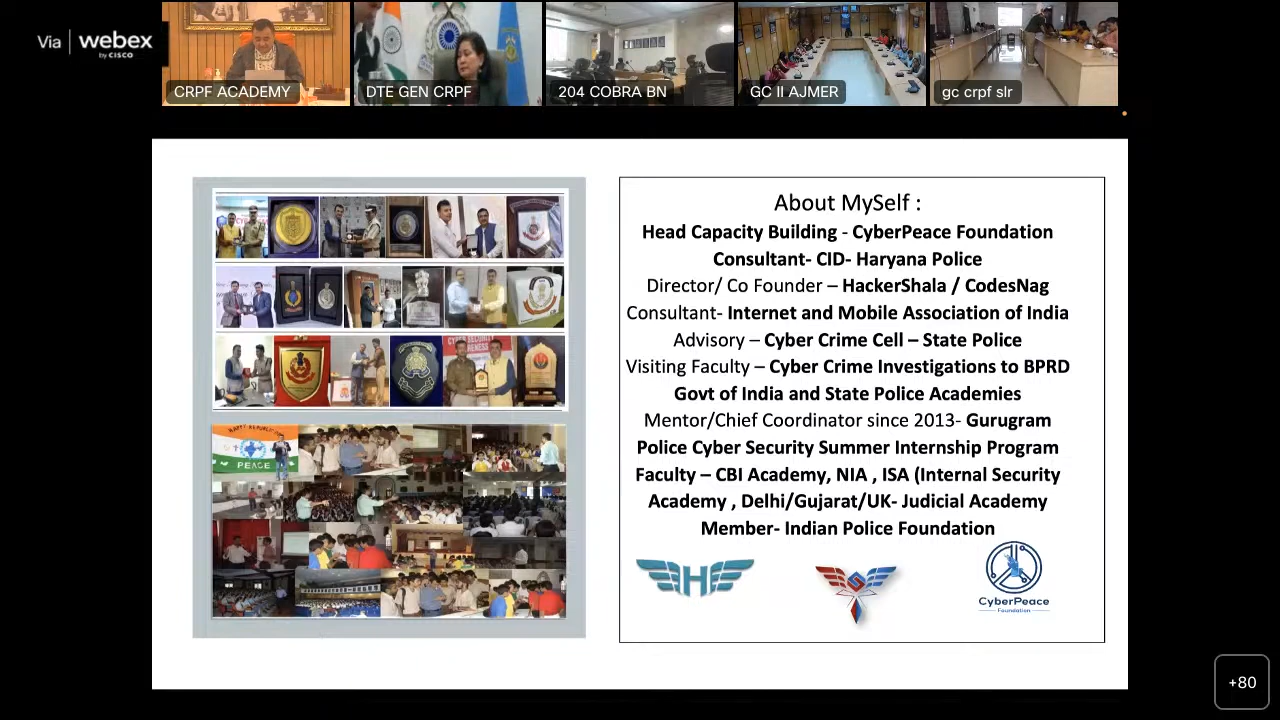 Via | webex
by CISCO
CRPF ACADEMY
DTE GEN CRPF
204 COBRA BN
GC II AJMER
gc crpf slr
About MySelf :
Head Capacity Building - CyberPeace Foundation
Consultant- CID- Haryana Police
Director/ Co Founder – HackerShala / CodesNag
Consultant- Internet and Mobile Association of India
Advisory – Cyber Crime Cell – State Police
Visiting Faculty – Cyber Crime Investigations to BPRD
Govt of India and State Police Academies
Mentor/Chief Coordinator since 2013- Gurugram
Police Cyber Security Summer Internship Program
Faculty – CBI Academy, NIA , ISA (Internal Security
Academy , Delhi/Gujarat/UK- Judicial Academy
Member- Indian Police Foundation
H
CyberPeace
Foundation
PEACE
+80